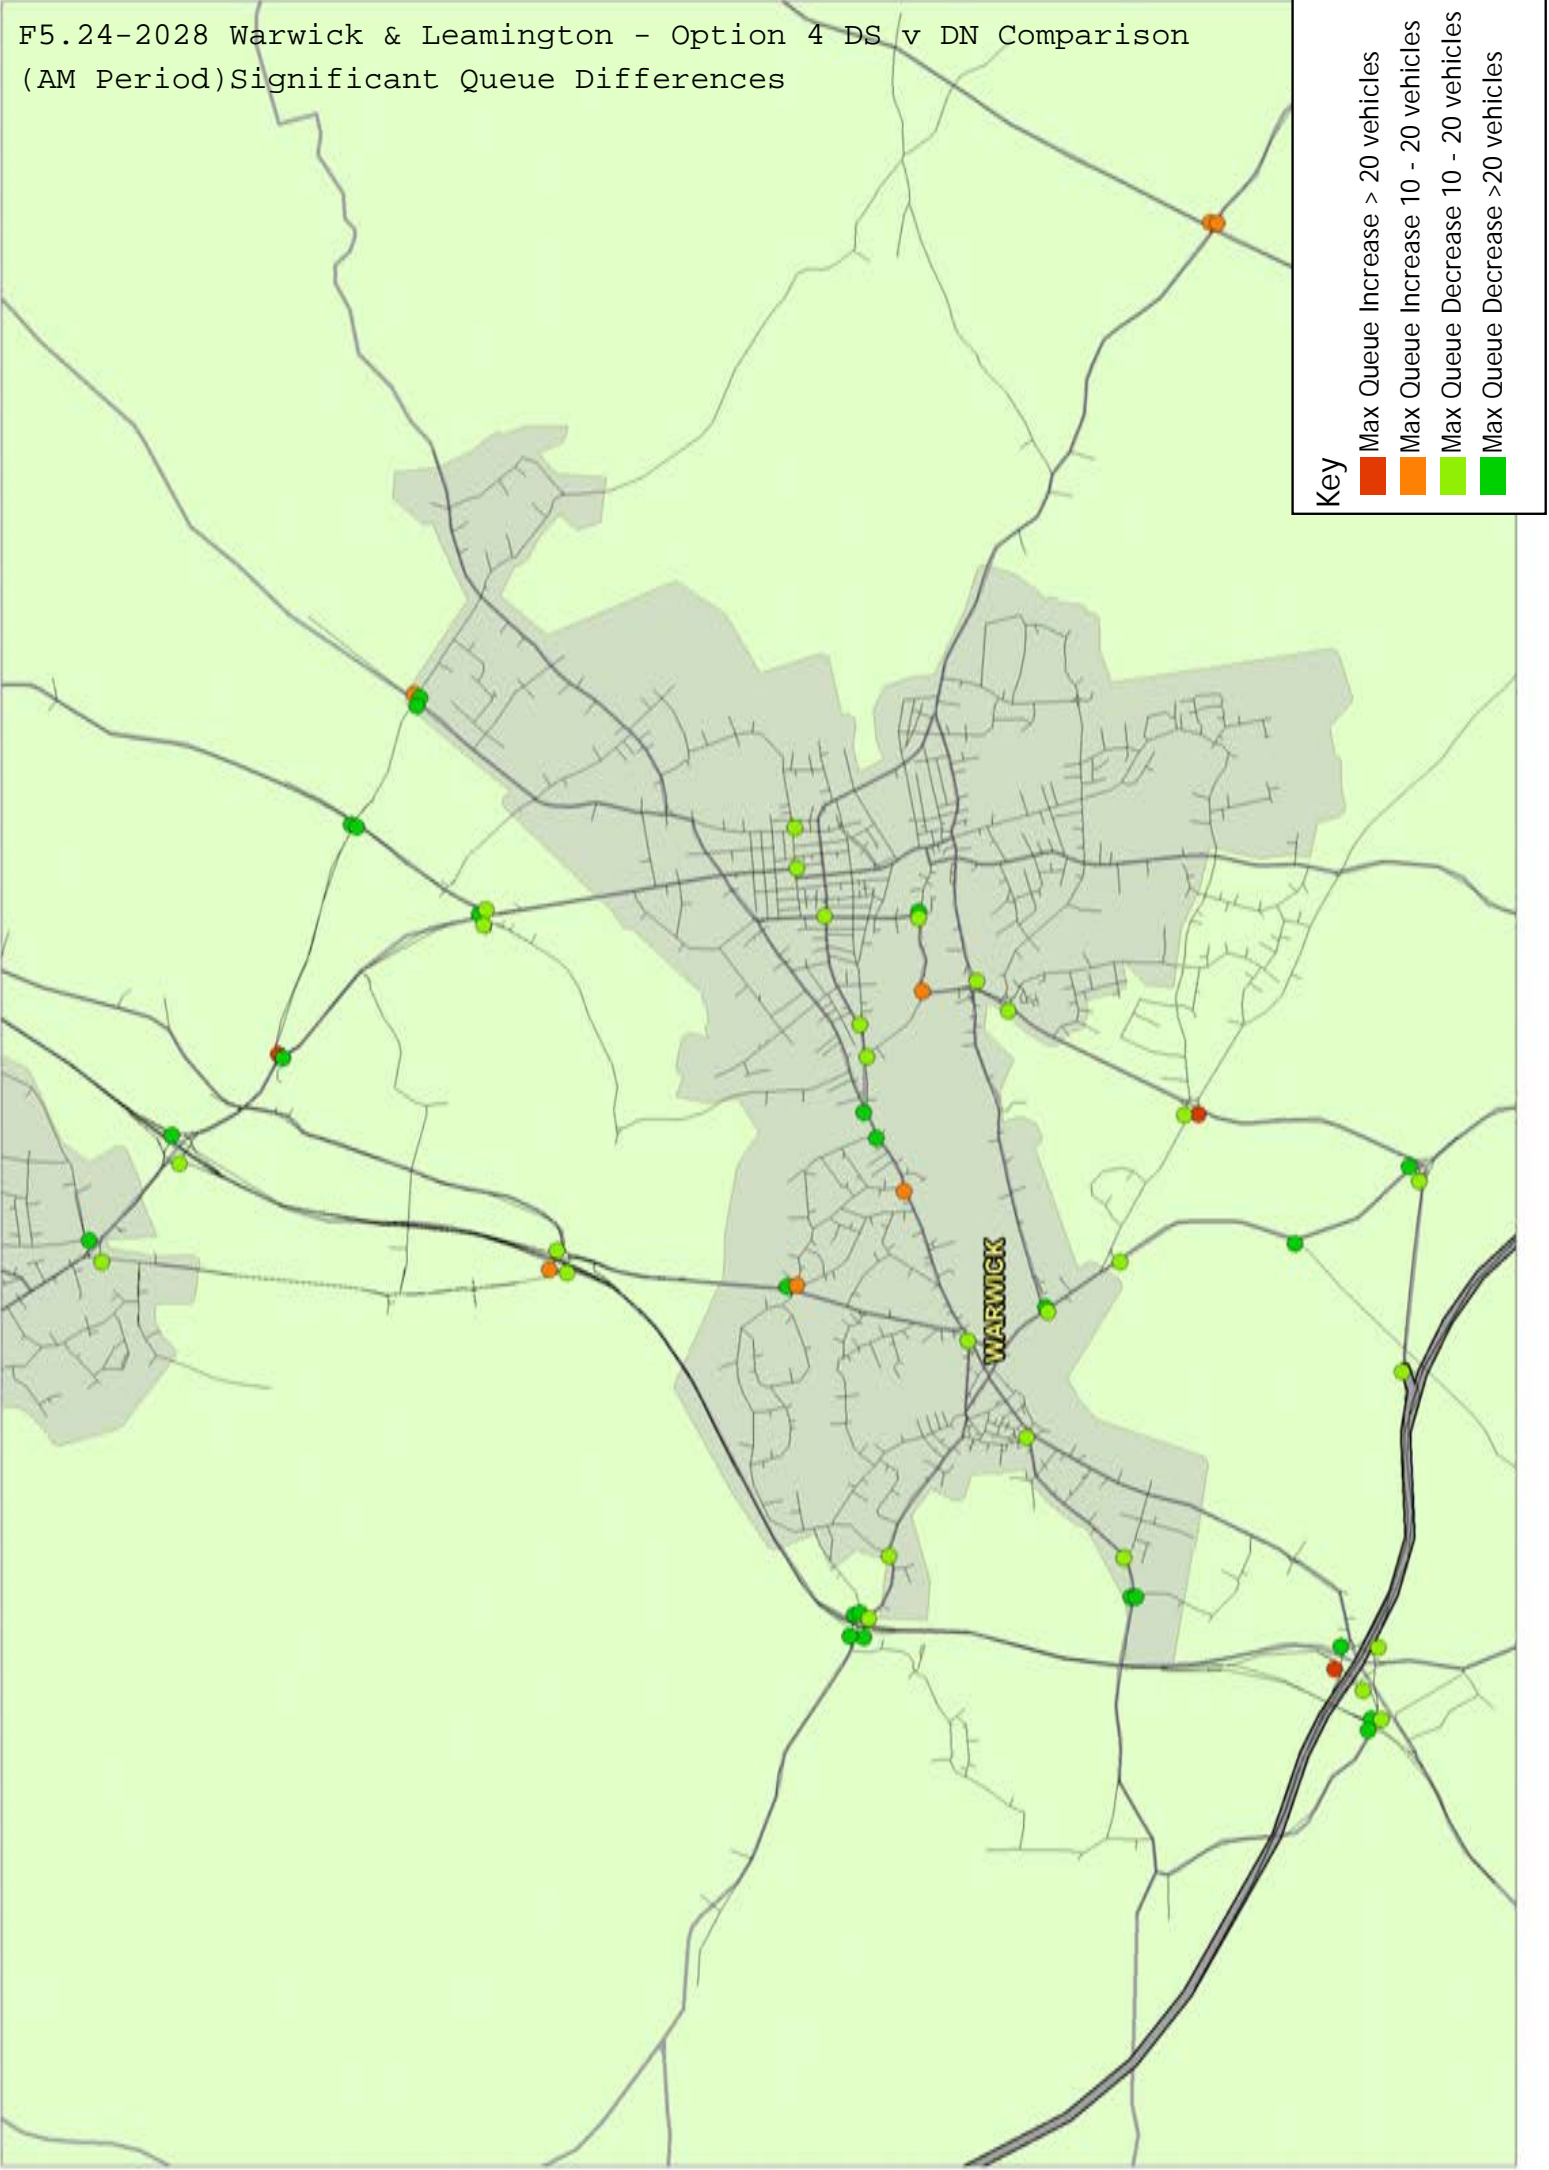 F5.24-2028 Warwick & Leamington - Option 4 DS v DN Comparison
(AM Period)Significant Queue Differences
Key
Max Queue Increase > 20 vehicles
Max Queue Increase 10 - 20 vehicles
Max Queue Decrease 10 - 20 vehicles
Max Queue Decrease >20 vehicles
WARWICK